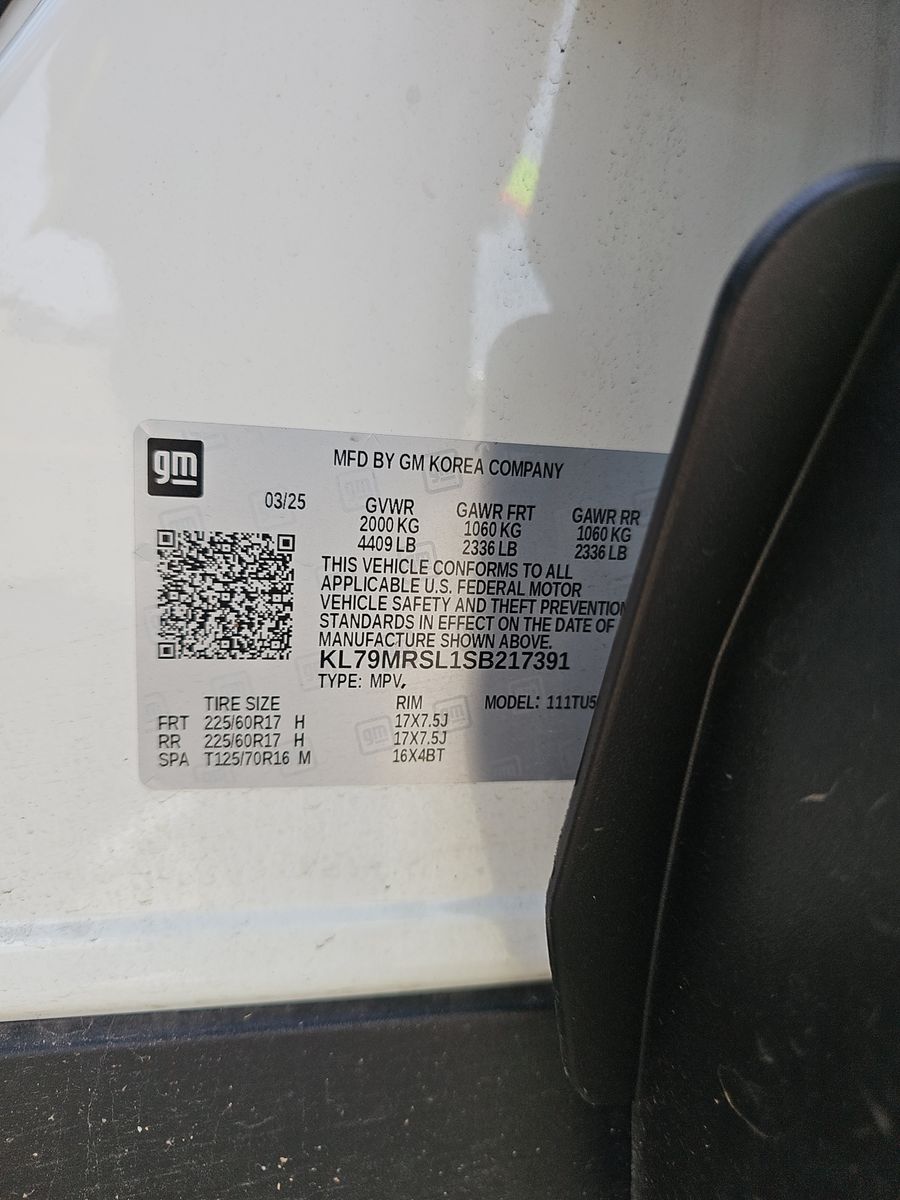 gm
MFD BY GM KOREA COMPANY
03/25 GVWR GAWR FRT GAWR RR
2000 KG 1060 KG 1060 KG
4409 LB 2336 LB 2336 LB
THIS VEHICLE CONFORMS TO ALL
APPLICABLE U.S. FEDERAL MOTOR
VEHICLE SAFETY AND THEFT PREVENTION
STANDARDS IN EFFECT ON THE DATE OF
MANUFACTURE SHOWN ABOVE.
KL79MRSL1SB217391
TYPE: MPV,
TIRE SIZE RIM MODEL: 111TU5
FRT 225/60R17 H 17X7.5J
RR 225/60R17 H 17X7.5J
SPA T125/70R16 M 16X4BT